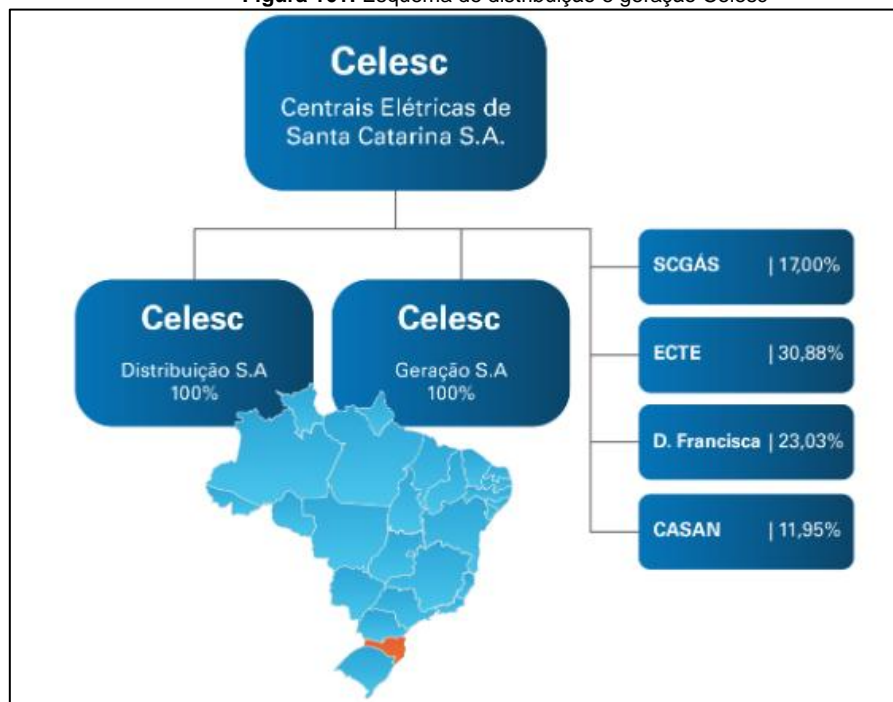 Celesc
Centrais Elétricas de
Santa Catarina S.A.
Celesc
Distribuição S.A
100%
Celesc
Geração S.A
100%
SCGÁS | 17,00%
ECTE | 30,88%
D. Francisca | 23,03%
CASAN | 11,95%